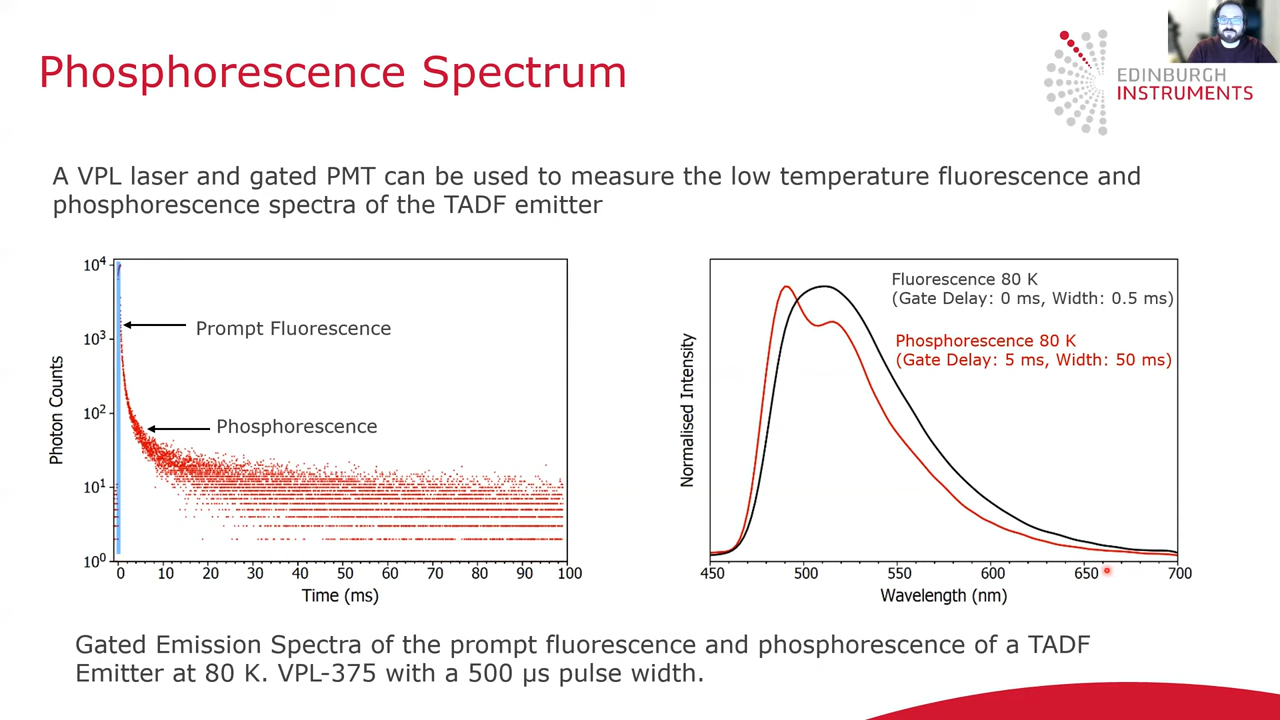 Phosphorescence Spectrum
EDINBURGH
INSTRUMENTS
A VPL laser and gated PMT can be used to measure the low temperature fluorescence and
phosphorescence spectra of the TADF emitter
10⁴
10³
10²
10¹
10⁰
Photon Counts
Prompt Fluorescence
Phosphorescence
0 10 20 30 40 50 60 70 80 90 100
Time (ms)
Normalised Intensity
Fluorescence 80 K
(Gate Delay: 0 ms, Width: 0.5 ms)
Phosphorescence 80 K
(Gate Delay: 5 ms, Width: 50 ms)
450 500 550 600 650 700
Wavelength (nm)
Gated Emission Spectra of the prompt fluorescence and phosphorescence of a TADF
Emitter at 80 K. VPL-375 with a 500 µs pulse width.